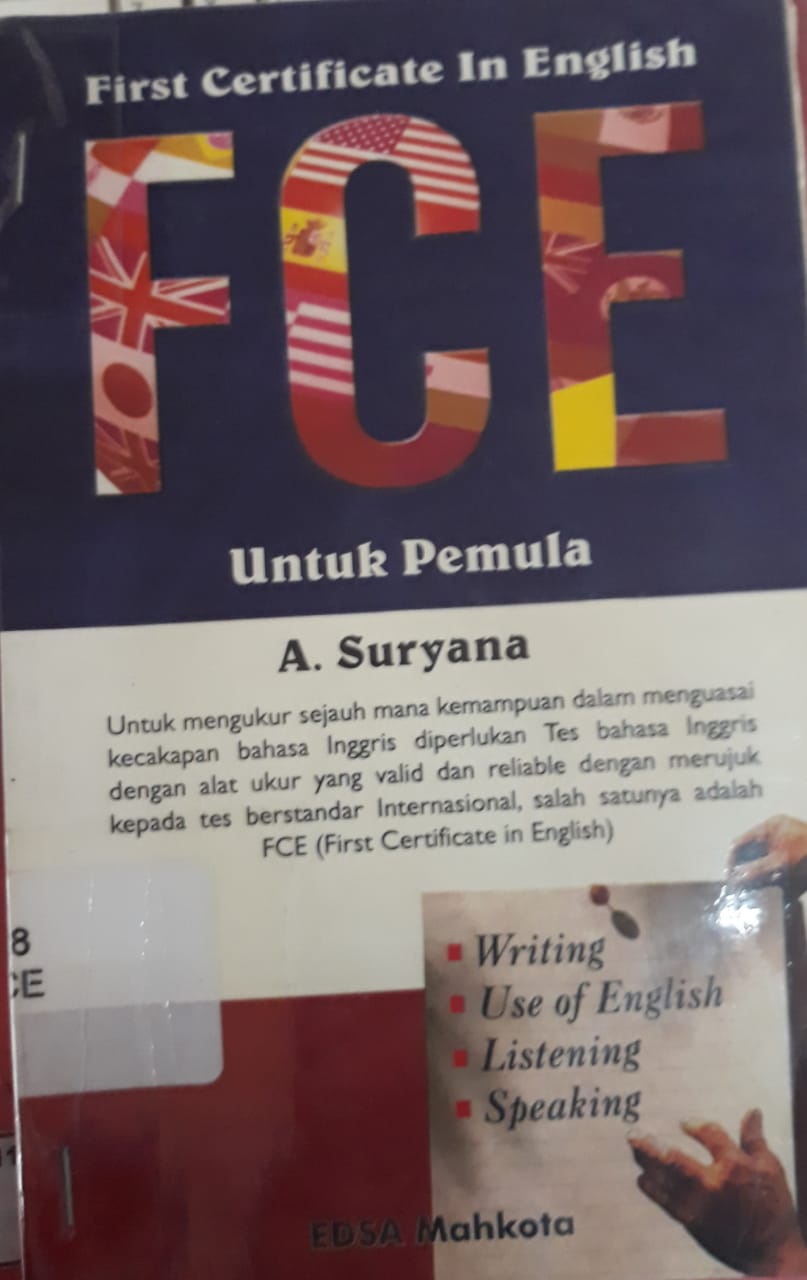 First Certificate In English
FCE
Untuk Pemula
A. Suryana
Untuk mengukur sejauh mana kemampuan dalam menguasai
kecakapan bahasa Inggris diperlukan Tes bahasa Inggris
dengan alat ukur yang valid dan reliable dengan merujuk
kepada tes berstandar Internasional, salah satunya adalah
FCE (First Certificate in English)
8
CE
▪ Writing
▪ Use of English
▪ Listening
▪ Speaking
EDSA Mahkota